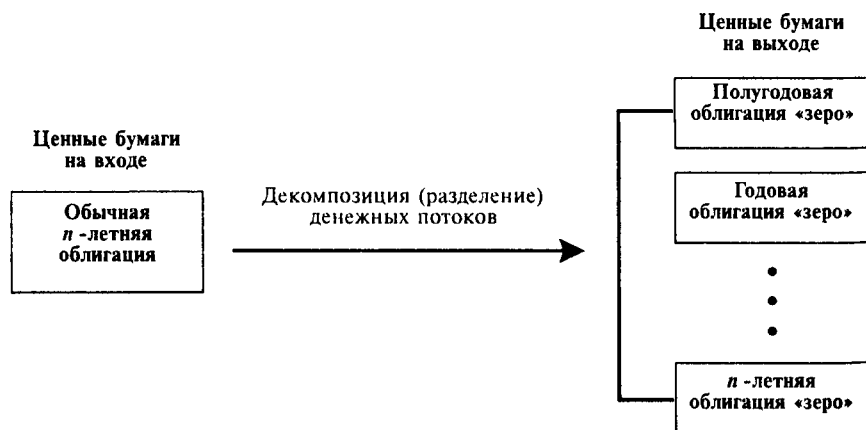 Ценные бумаги
на входе
Обычная
n -летняя
облигация
Декомпозиция (разделение)
денежных потоков
Ценные бумаги
на выходе
Полугодовая
облигация «зеро»
Годовая
облигация «зеро»
n -летняя
облигация «зеро»